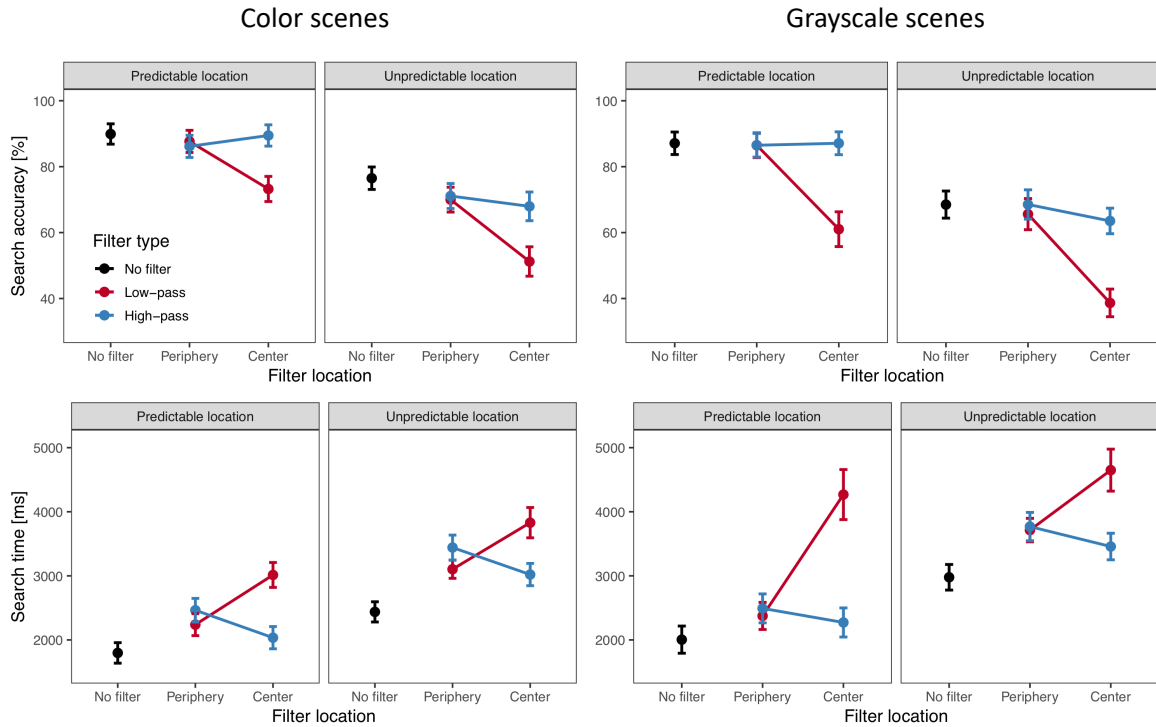 Color scenes
Grayscale scenes
Predictable location
Unpredictable location
Predictable location
Unpredictable location
Search accuracy [%]
100
80
60
40
100
80
60
40
Filter type
No filter
Low−pass
High−pass
No filter
Periphery
Center
No filter
Periphery
Center
No filter
Periphery
Center
No filter
Periphery
Center
Filter location
Filter location
Predictable location
Unpredictable location
Predictable location
Unpredictable location
Search time [ms]
5000
4000
3000
2000
5000
4000
3000
2000
No filter
Periphery
Center
No filter
Periphery
Center
No filter
Periphery
Center
No filter
Periphery
Center
Filter location
Filter location